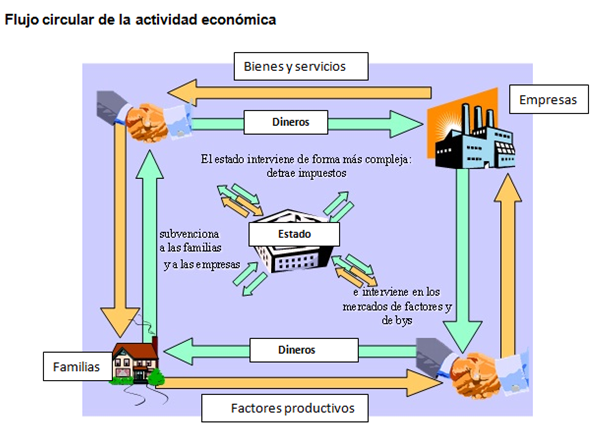 Flujo circular de la actividad económica
Bienes y servicios
Empresas
Dineros
El estado interviene de forma más compleja:
detrae impuestos
Estado
subvenciona
a las familias
y a las empresas
e interviene en los
mercados de factores y
de bys
Dineros
Familias
Factores productivos